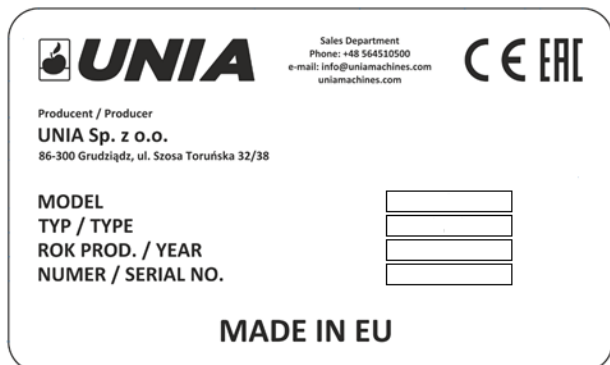 UNIA
Sales Department
Phone: +48 564510500
e-mail: info@uniamachines.com
uniamachines.com
CE EAC
Producent / Producer
UNIA Sp. z o.o.
86-300 Grudziądz, ul. Szosa Toruńska 32/38
MODEL
TYP / TYPE
ROK PROD. / YEAR
NUMER / SERIAL NO.
MADE IN EU